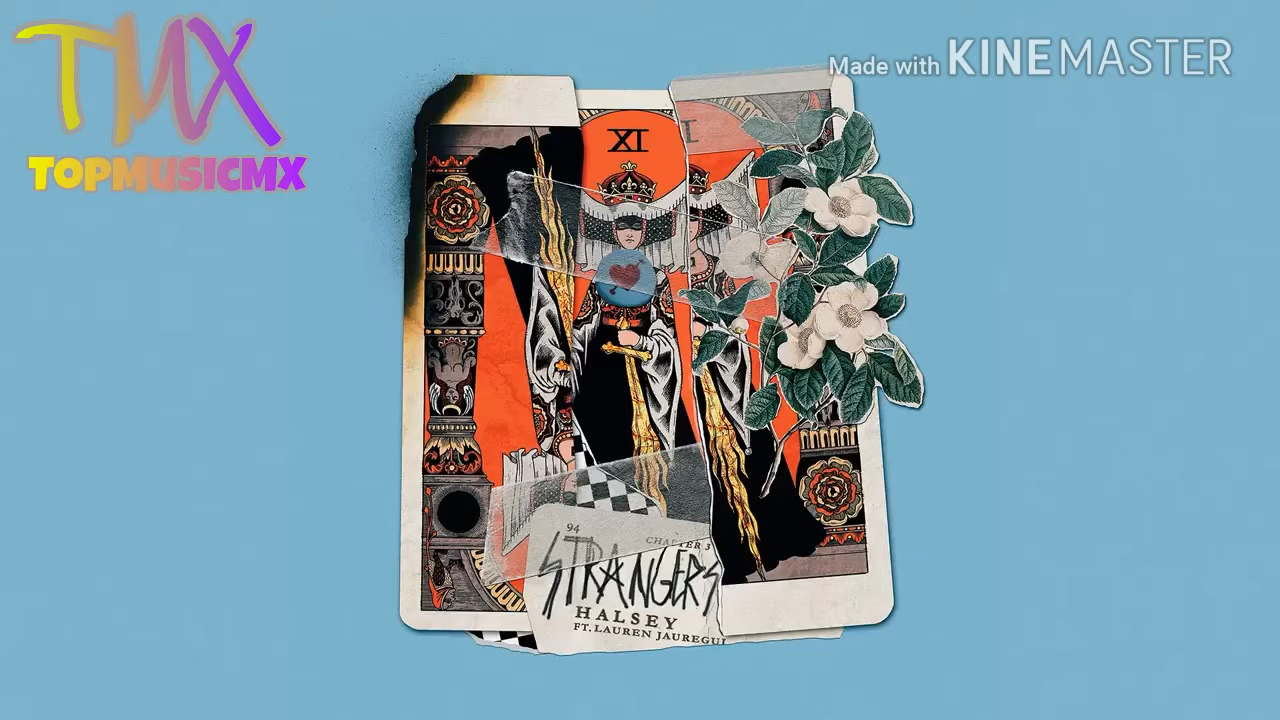 TMX
TOPMUSICMX
Made with KINEMASTER
XI
I
94
CHAPTER 3
STRANGERS
HALSEY
FT. LAUREN JAUREGUI